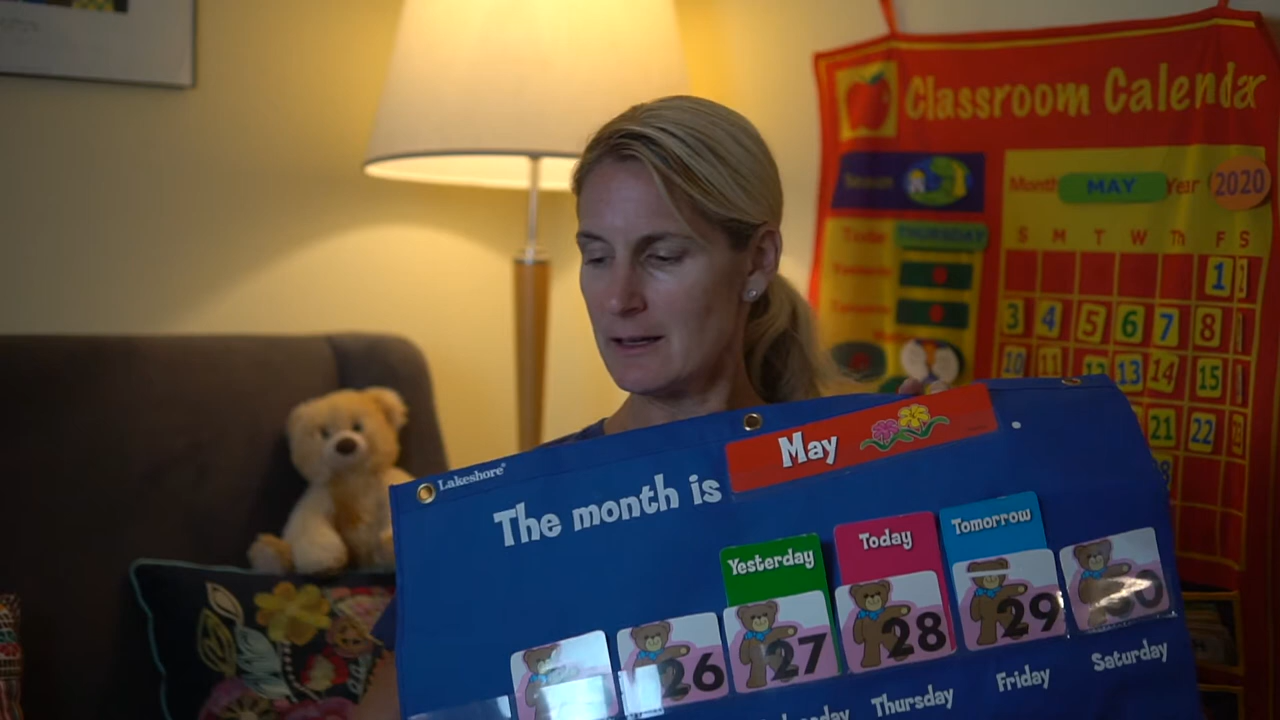 Classroom Calendar
Month MAY Year 2020
THURSDAY
S M T W Th F S
1
3 4 5 6 7 8
10 11 12 13 14 15
21 22
Lakeshore®
The month is May
Yesterday Today Tomorrow
26 27 28 29 30
Thursday Friday Saturday